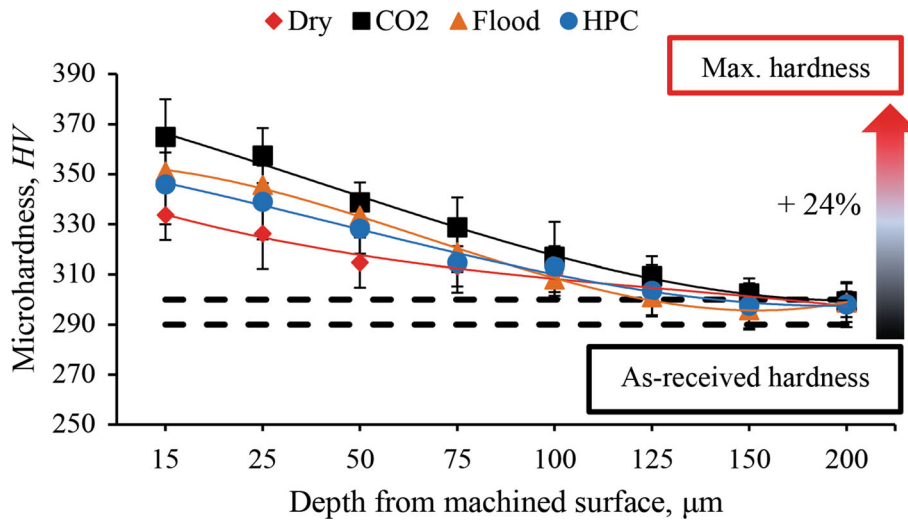 Dry CO2 Flood HPC
390
370
350
330
310
290
270
250
Microhardness, HV
Max. hardness
+ 24%
As-received hardness
15 25 50 75 100 125 150 200
Depth from machined surface, μm